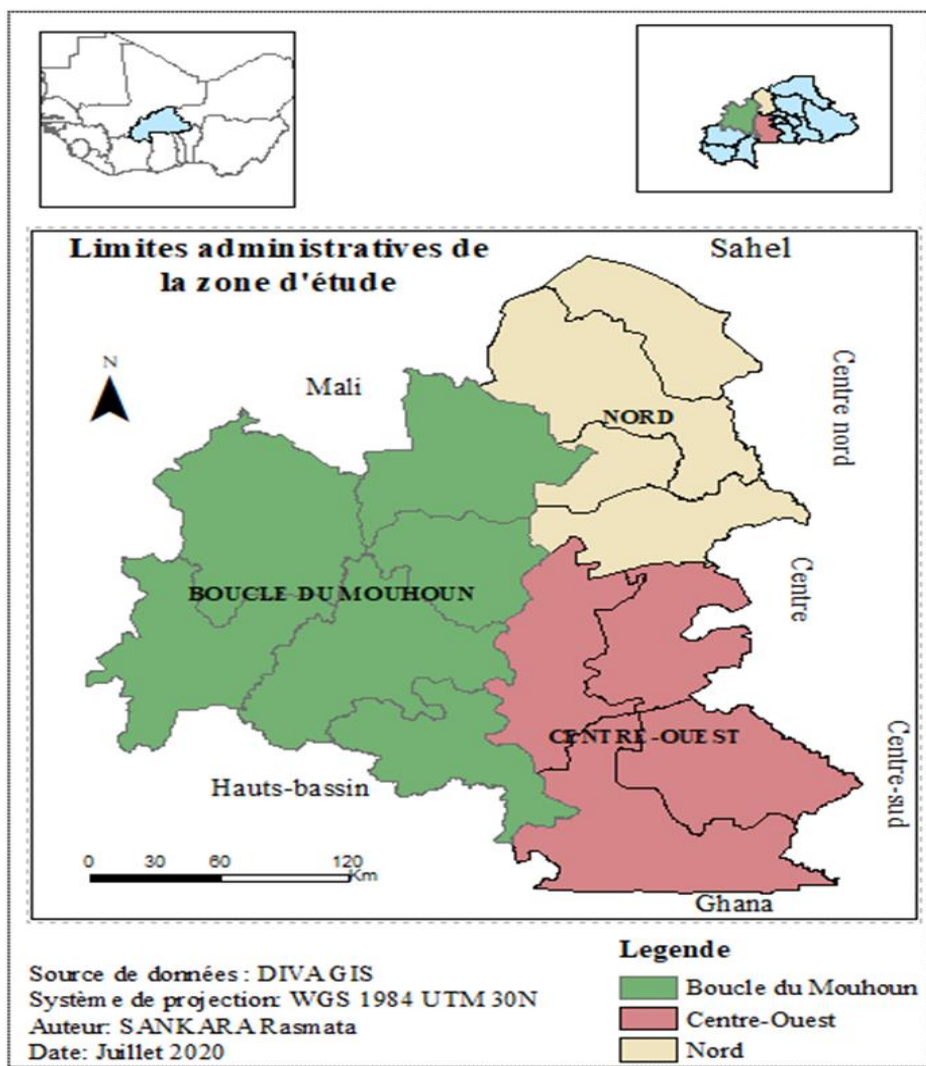 Limites administratives de
la zone d'étude
Sahel
N
Mali
Centre nord
NORD
Centre
BOUCLE DU MOUHOUN
CENTRE-OUEST
Hauts-bassin
Centre-sud
0 30 60 120
Km
Ghana
Legende
Boucle du Mouhoun
Centre-Ouest
Nord
Source de données : DIVA GIS
Système de projection: WGS 1984 UTM 30N
Auteur: SANKARA Rasmata
Date: Juillet 2020